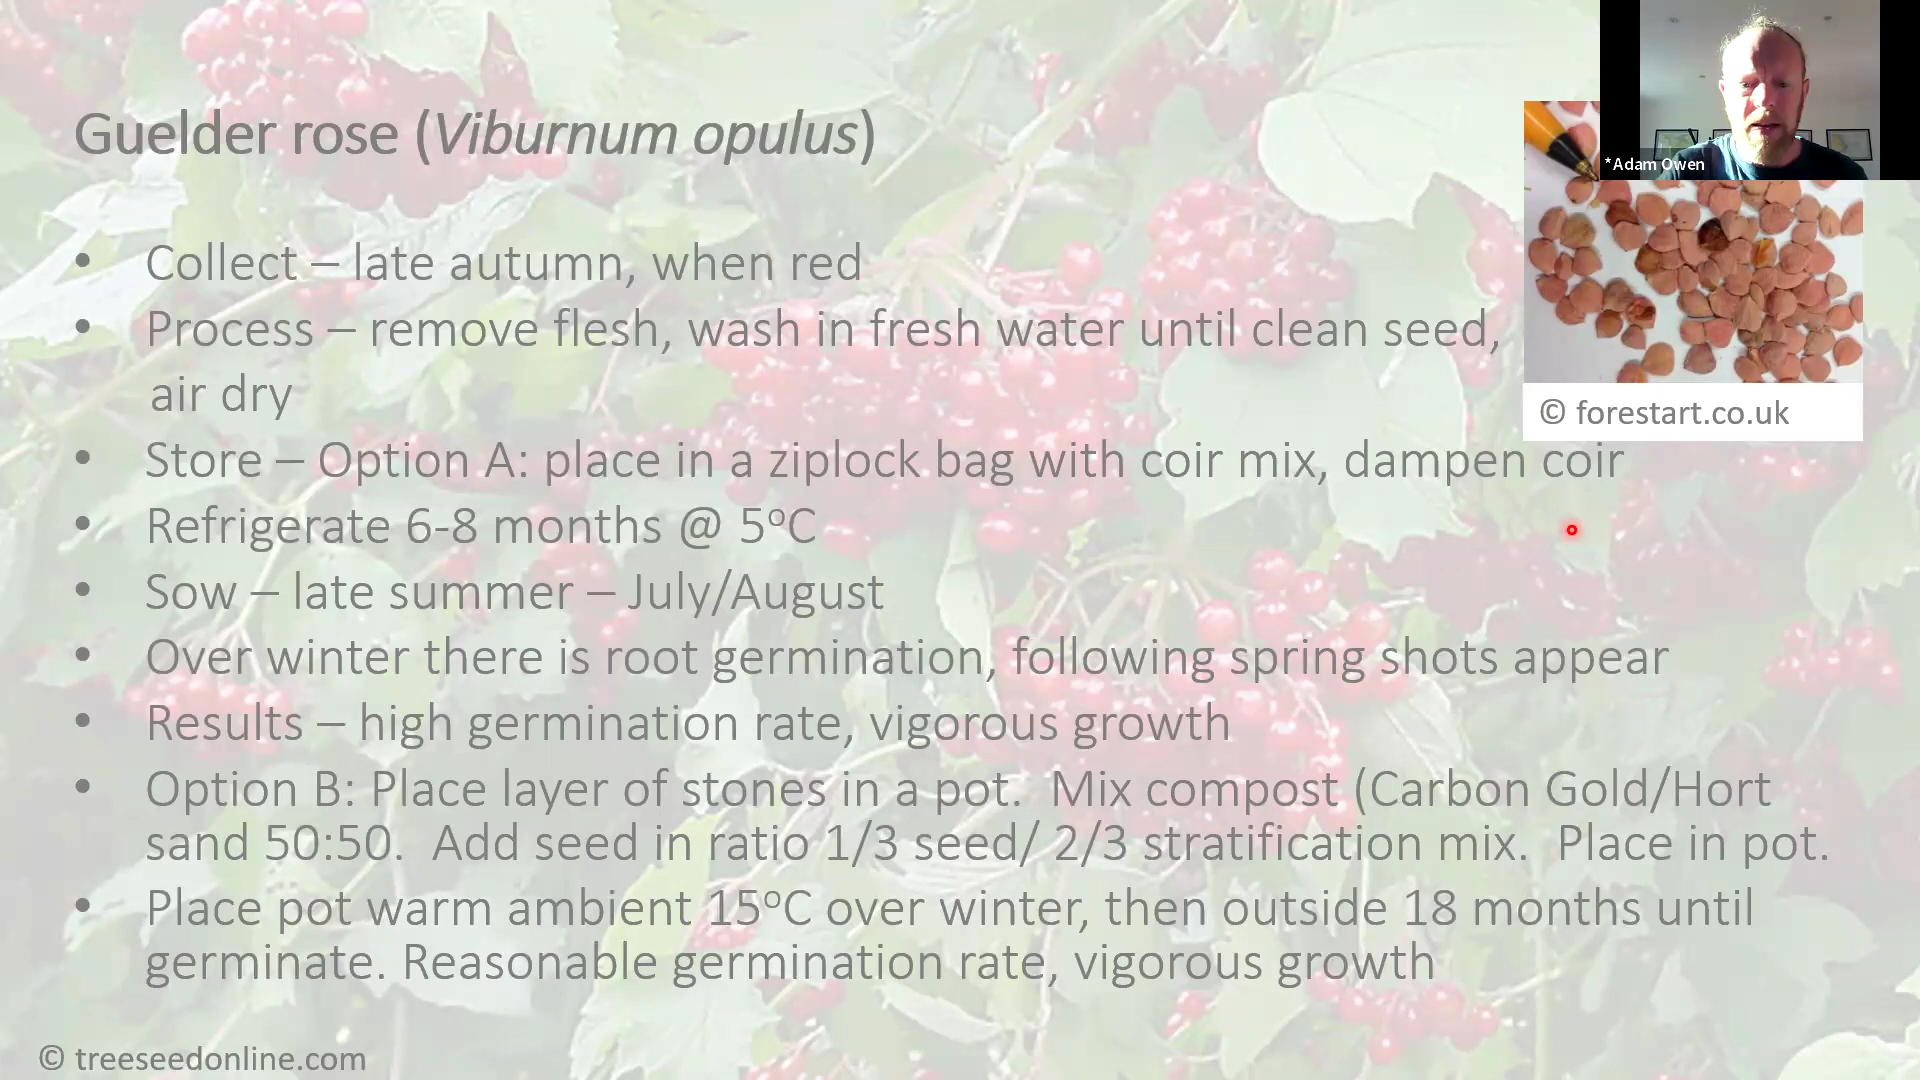 *Adam Owen
Guelder rose (Viburnum opulus)
© forestart.co.uk
• Collect – late autumn, when red
• Process – remove flesh, wash in fresh water until clean seed,
air dry
• Store – Option A: place in a ziplock bag with coir mix, dampen coir
• Refrigerate 6-8 months @ 5ºC
• Sow – late summer – July/August
• Over winter there is root germination, following spring shots appear
• Results – high germination rate, vigorous growth
• Option B: Place layer of stones in a pot.  Mix compost (Carbon Gold/Hort
sand 50:50.  Add seed in ratio 1/3 seed/ 2/3 stratification mix.  Place in pot.
• Place pot warm ambient 15ºC over winter, then outside 18 months until
germinate. Reasonable germination rate, vigorous growth
© treeseedonline.com